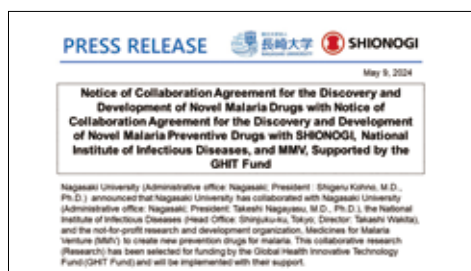 PRESS RELEASE
長崎大学
SHIONOGI
May 9, 2024
Notice of Collaboration Agreement for the Discovery and
Development of Novel Malaria Drugs with Notice of
Collaboration Agreement for the Discovery and Development
of Novel Malaria Preventive Drugs with SHIONOGI, National
Institute of Infectious Diseases, and MMV, Supported by the
GHIT Fund
Nagasaki University (Administrative office: Nagasaki; President : Shigeru Kohno, M.D.,
Ph.D.) announced that Nagasaki University has collaborated with Nagasaki University
(Administrative office: Nagasaki; President: Takeshi Nagayasu, M.D., Ph.D.), the National
Institute of Infectious Diseases (Head Office: Shinjuku-ku, Tokyo; Director: Takashi Wakita),
and the not-for-profit research and development organization, Medicines for Malaria
Venture (MMV) to create new prevention drugs for malaria. This collaborative research
(Research) has been selected for funding by the Global Health Innovative Technology
Fund (GHIT Fund) and will be implemented with their support.